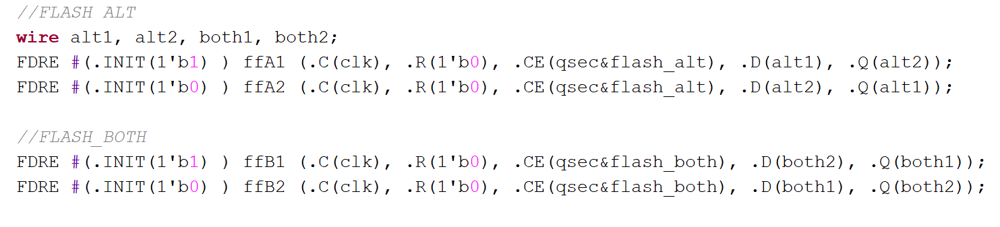 //FLASH ALT
wire alt1, alt2, both1, both2;
FDRE #(.INIT(1'b1) ) ffA1 (.C(clk), .R(1'b0), .CE(qsec&flash_alt), .D(alt1), .Q(alt2));
FDRE #(.INIT(1'b0) ) ffA2 (.C(clk), .R(1'b0), .CE(qsec&flash_alt), .D(alt2), .Q(alt1));
//FLASH_BOTH
FDRE #(.INIT(1'b1) ) ffB1 (.C(clk), .R(1'b0), .CE(qsec&flash_both), .D(both2), .Q(both1));
FDRE #(.INIT(1'b0) ) ffB2 (.C(clk), .R(1'b0), .CE(qsec&flash_both), .D(both1), .Q(both2));